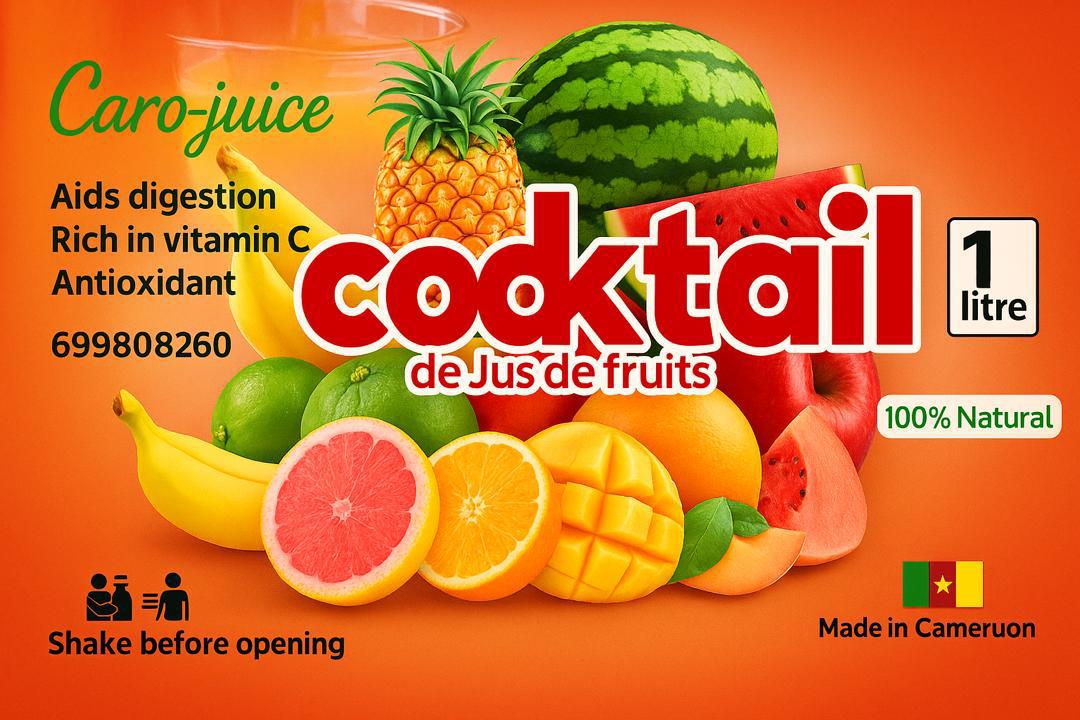 Caro-juice
Aids digestion
Rich in vitamin C
Antioxidant
699808260
cocktail
de Jus de fruits
1
litre
100% Natural
Shake before opening
Made in Cameruon